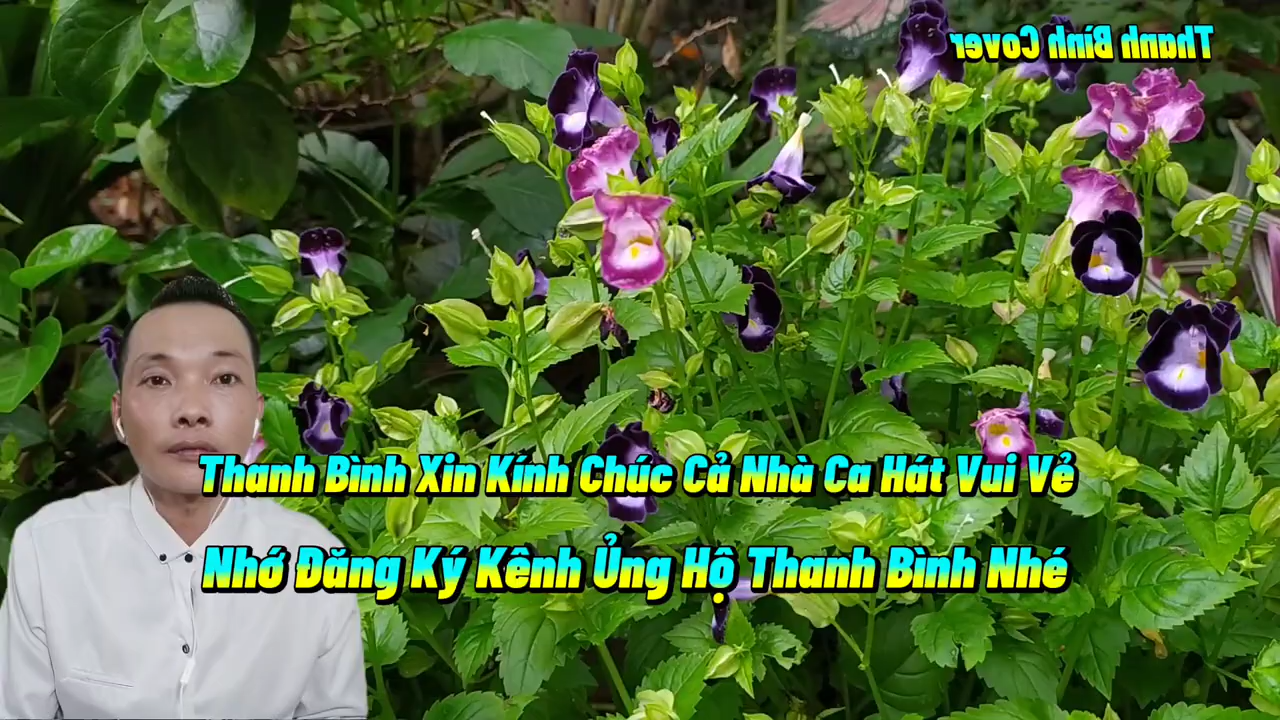 Thanh Bính Cover
Thanh Bình Xin Kính Chúc Cả Nhà Ca Hát Vui Vẻ
Nhớ Đăng Ký Kênh Ủng Hộ Thanh Bình Nhé